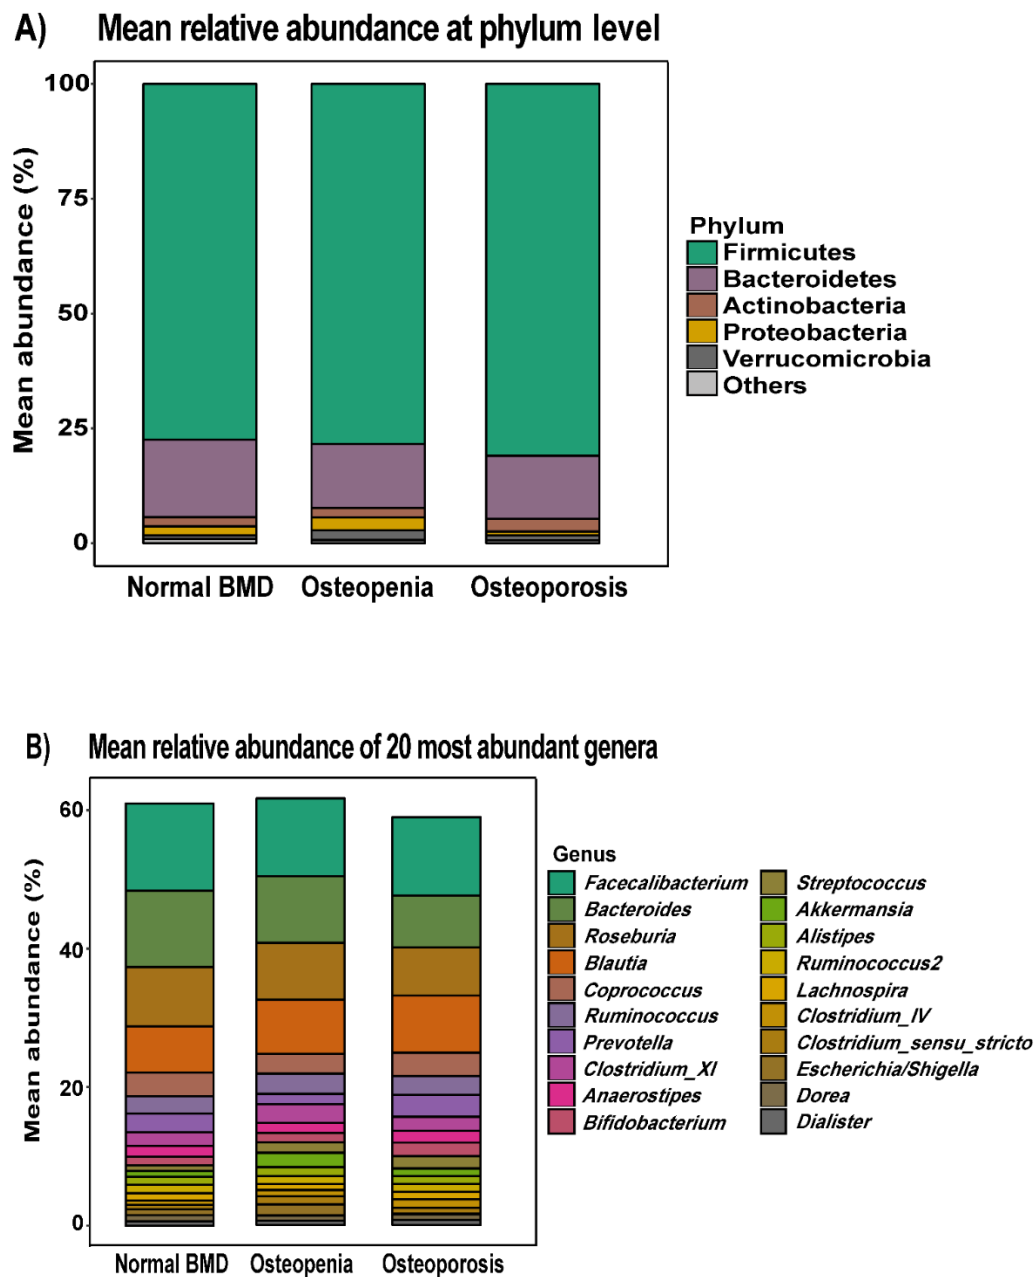 A) Mean relative abundance at phylum level
Mean abundance (%)
100
75
50
25
0
Normal BMD Osteopenia Osteoporosis
Phylum
Firmicutes
Bacteroidetes
Actinobacteria
Proteobacteria
Verrucomicrobia
Others
B) Mean relative abundance of 20 most abundant genera
Mean abundance (%)
60
40
20
0
Normal BMD Osteopenia Osteoporosis
Genus
Facecalibacterium Streptococcus
Bacteroides Akkermansia
Roseburia Alistipes
Blautia Ruminococcus2
Coprococcus Lachnospira
Ruminococcus Clostridium_IV
Prevotella Clostridium_sensu_stricto
Clostridium_XI Escherichia/Shigella
Anaerostipes Dorea
Bifidobacterium Dialister